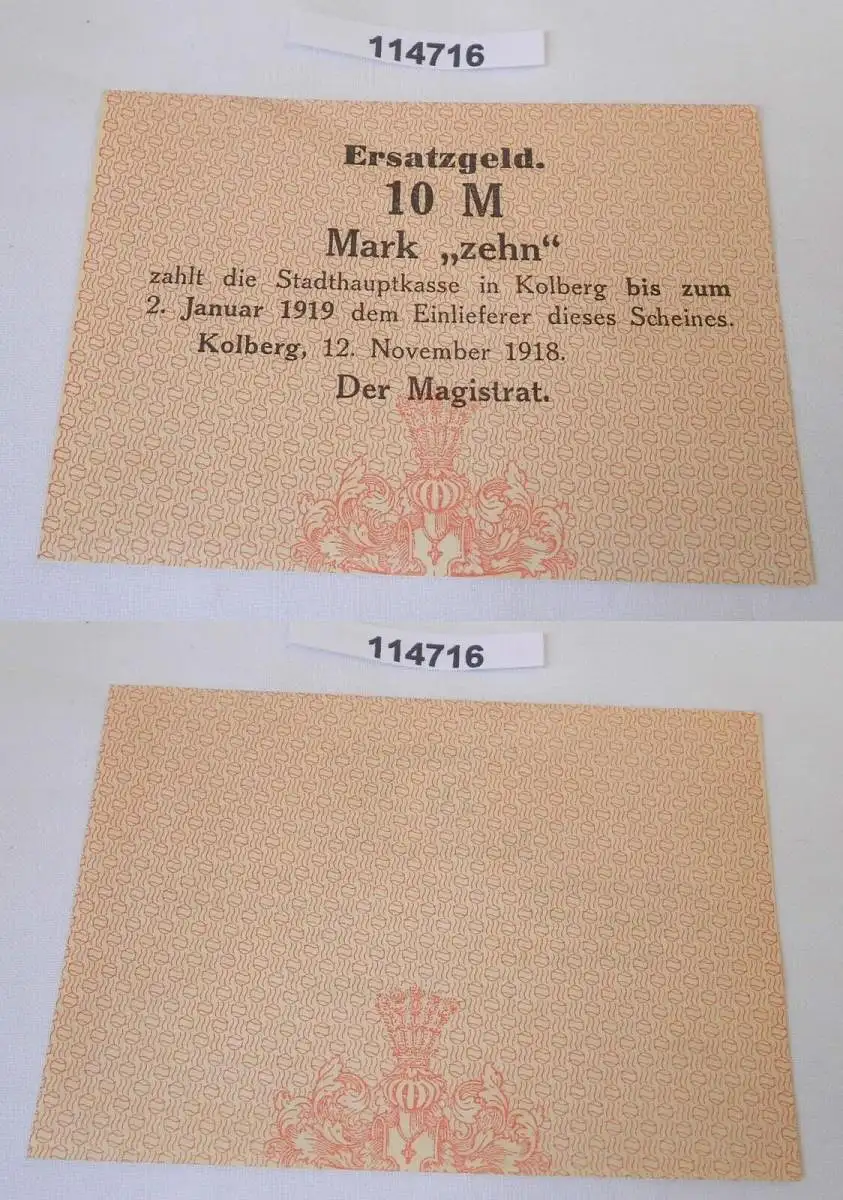 114716
Ersatzgeld.
10 M
Mark „zehn“
zahlt die Stadthauptkasse in Kolberg bis zum
2. Januar 1919 dem Einlieferer dieses Scheines.
Kolberg, 12. November 1918.
Der Magistrat.
114716